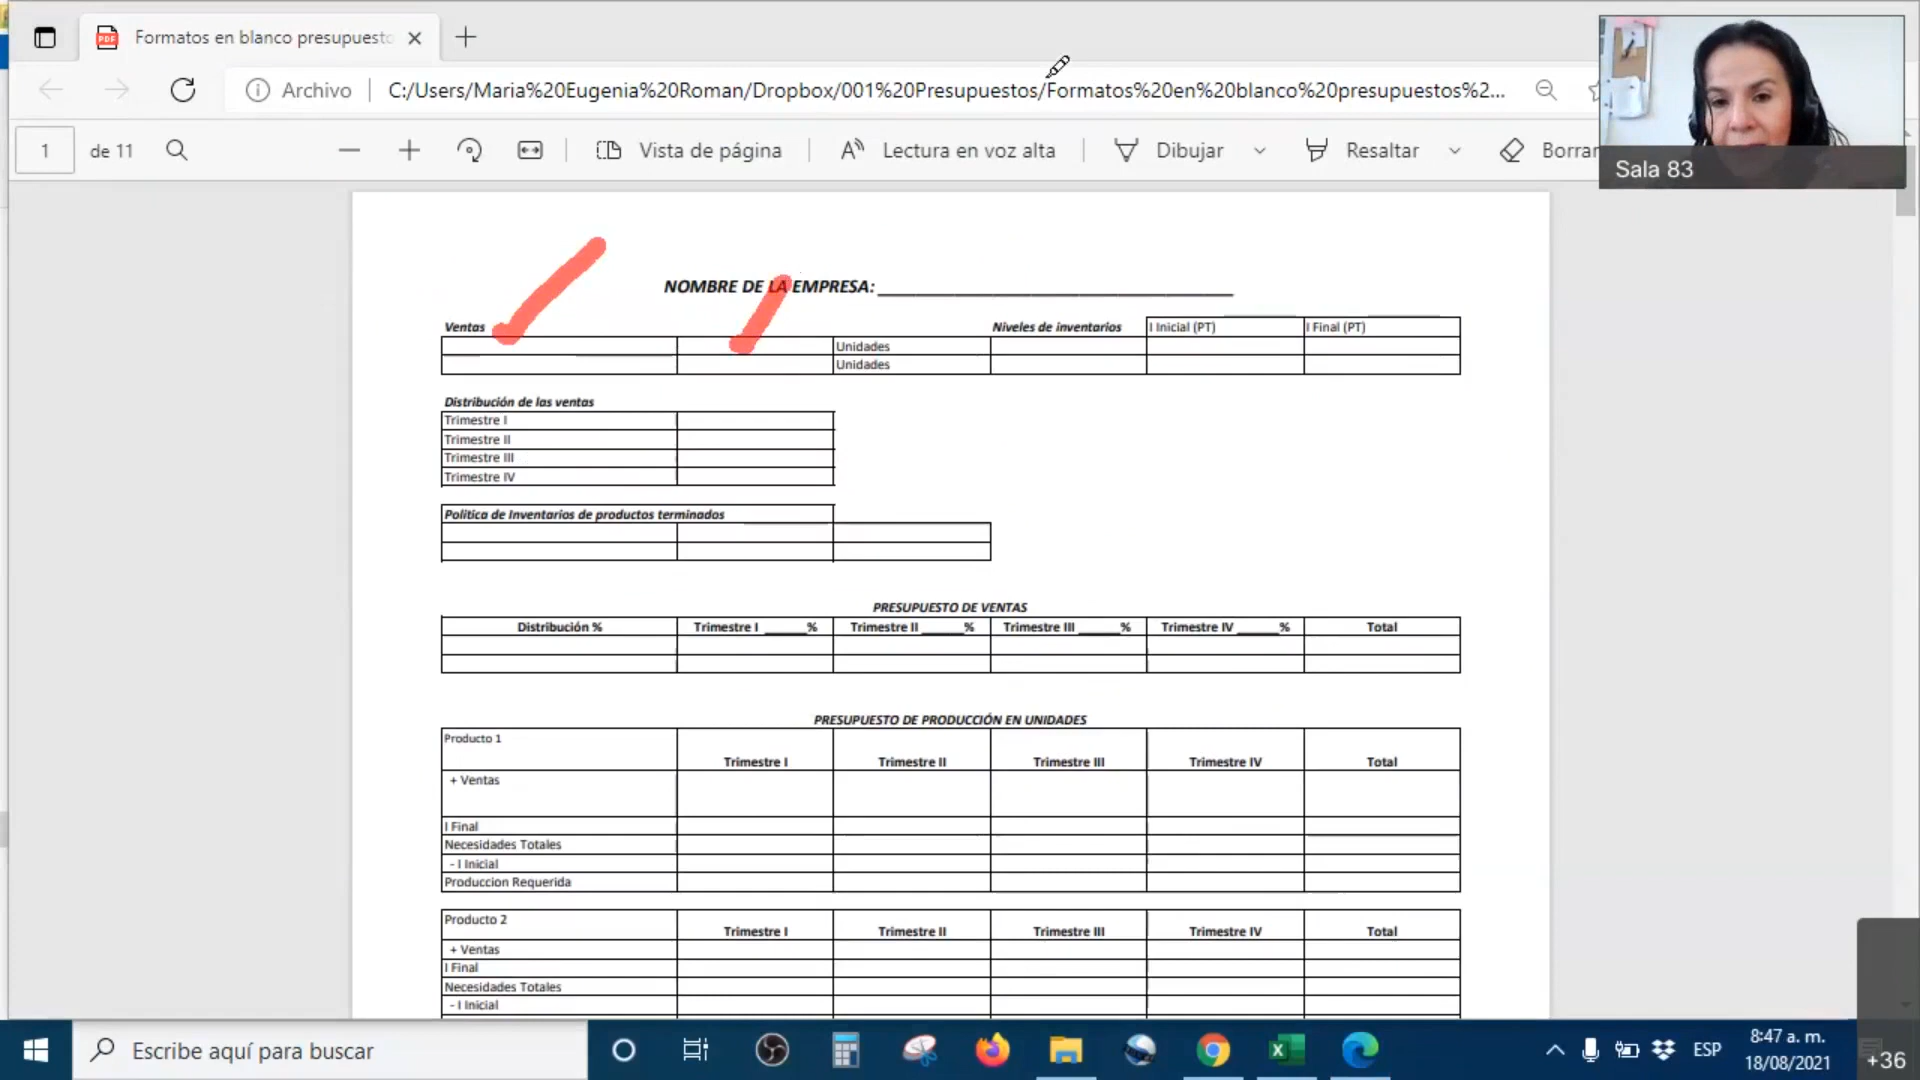 Formatos en blanco presupuesto
Archivo
C:/Users/Maria%20Eugenia%20Roman/Dropbox/001%20Presupuestos/Formatos%20en%20blanco%20presupuestos%2...
1 de 11
Vista de página
Lectura en voz alta
Dibujar
Resaltar
Borrar
Sala 83
NOMBRE DE LA EMPRESA: ____________________
Ventas
Niveles de inventarios I Inicial (PT) I Final (PT)
Unidades
Unidades
Distribución de las ventas
Trimestre I
Trimestre II
Trimestre III
Trimestre IV
Politica de Inventarios de productos terminados
PRESUPUESTO DE VENTAS
Distribución % Trimestre I ______% Trimestre II ______% Trimestre III ______% Trimestre IV ______% Total
PRESUPUESTO DE PRODUCCIÓN EN UNIDADES
Producto 1
Trimestre I Trimestre II Trimestre III Trimestre IV Total
+ Ventas
I Final
Necesidades Totales
- I Inicial
Produccion Requerida
Producto 2
Trimestre I Trimestre II Trimestre III Trimestre IV Total
+ Ventas
I Final
Necesidades Totales
- I Inicial
Escribe aquí para buscar
ESP
8:47 a. m.
18/08/2021
+36